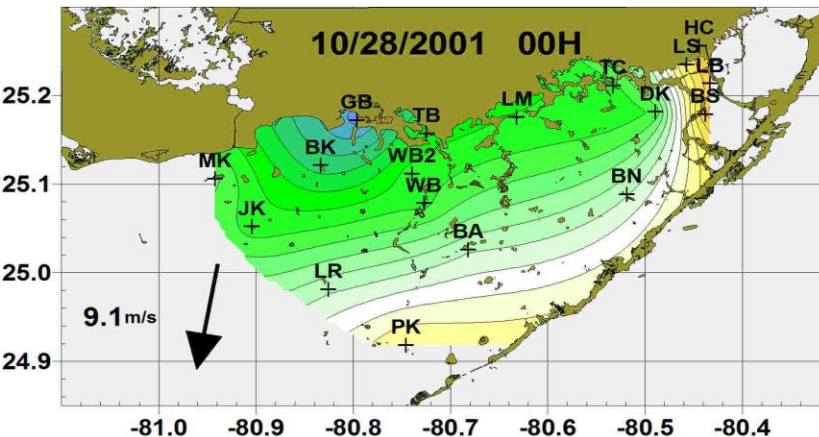 10/28/2001 00H
HC
LS
LB
TC
25.2
GB
TB
LM
DK
BS
BK
WB2
MK
25.1
WB
BN
JK
BA
25.0
LR
9.1m/s
PK
24.9
-81.0 -80.9 -80.8 -80.7 -80.6 -80.5 -80.4